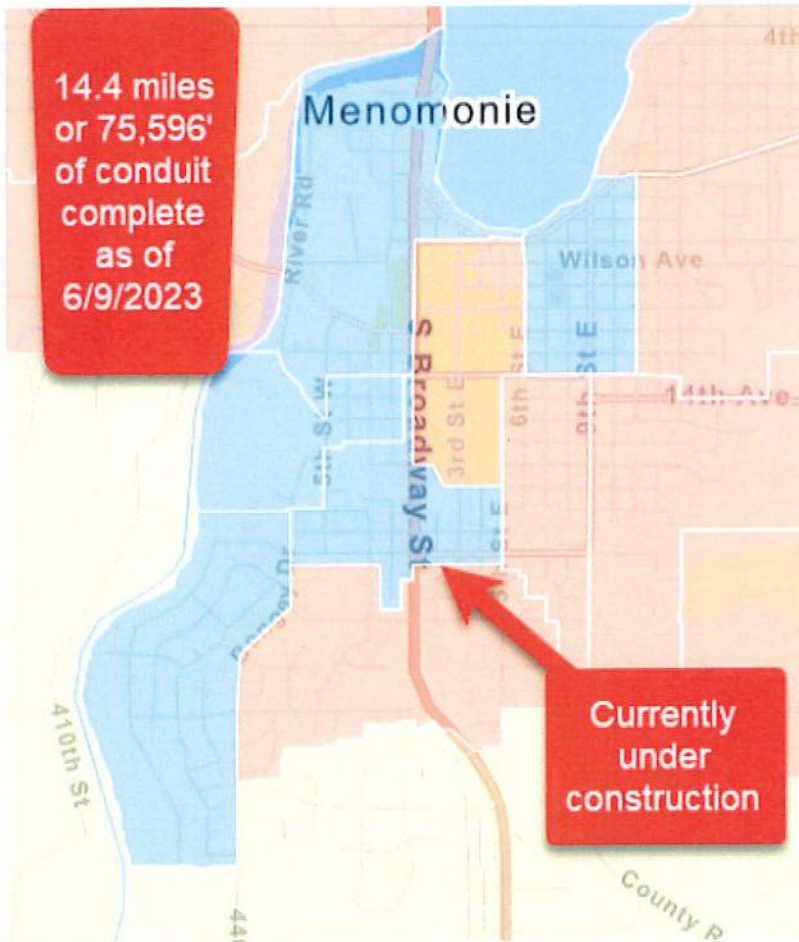 14.4 miles
or 75,596'
of conduit
complete
as of
6/9/2023
Menomonie
4th
River Rd
Wilson Ave
S Broadway St
3rd St E
6th St E
9th St E
14th Ave
5th St W
410th St
Currently
under
construction
County R